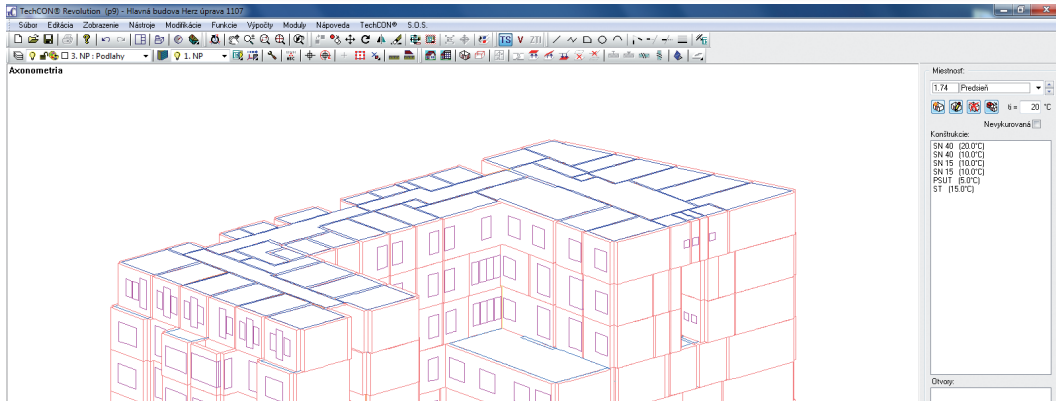 TechCON® Revolution (p9) - Hlavná budova Herz úprava 1107
Súbor Editácia Zobrazenie Nástroje Modifikácie Funkcie Výpočty Moduly Nápoveda TechCON® S.O.S.
TS V ZTI
3. NP : Podlahy 1. NP
Axonometria
Miestnosť:
1.74 Predsieň
ti = 20 °C
Nevykurovaná
Konštrukcie:
SN 40 (20.0°C)
SN 40 (10.0°C)
SN 15 (10.0°C)
SN 15 (10.0°C)
PSUT (5.0°C)
ST (15.0°C)
Otvory: